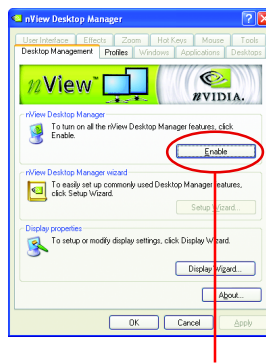 nView Desktop Manager
User Interface Effects Zoom Hot Keys Mouse Tools
Desktop Management Profiles Windows Applications Desktops
nView™
nVIDIA.
nView Desktop Manager
To turn on all the nView Desktop Manager features, click
Enable.
Enable
nView Desktop Manager wizard
To easily set up commonly used Desktop Manager features,
click Setup Wizard.
Setup Wizard...
Display properties
To setup or modify display settings, click Display Wizard.
Display Wizard...
About...
OK Cancel Apply